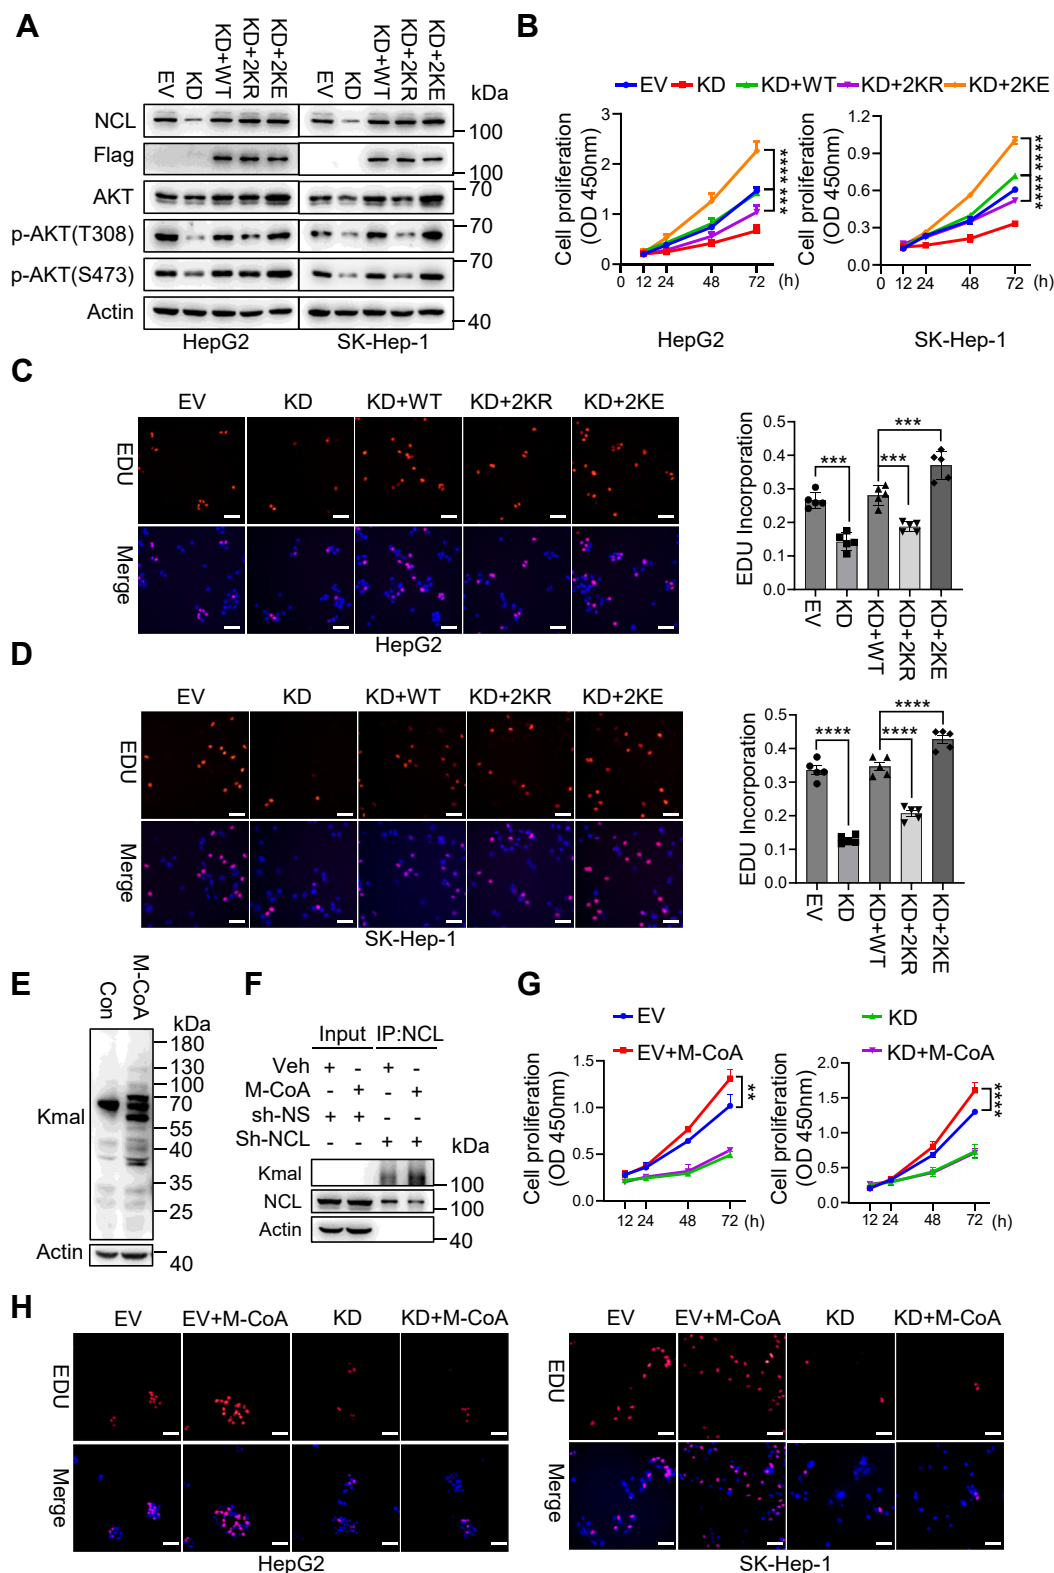 A
EV
KD
KD+WT
KD+2KR
KD+2KE
EV
KD
KD+WT
KD+2KR
KD+2KE
kDa
NCL
100
Flag
100
AKT
70
p-AKT(T308)
70
p-AKT(S473)
70
Actin
40
HepG2 SK-Hep-1
B
EV KD KD+WT KD+2KR KD+2KE
Cell proliferation
(OD 450nm)
3
2
1
0
0 12 24 48 72 (h)
**** ***
****
HepG2
Cell proliferation
(OD 450nm)
1.2
0.9
0.6
0.3
0.0
0 12 24 48 72 (h)
**** ****
****
SK-Hep-1
C
EV KD KD+WT KD+2KR KD+2KE
EDU
Merge
HepG2
EDU Incorporation
0.5
0.4
0.3
0.2
0.1
0.0
*** *** ***
EV
KD
KD+WT
KD+2KR
KD+2KE
D
EV KD KD+WT KD+2KR KD+2KE
EDU
Merge
SK-Hep-1
EDU Incorporation
0.5
0.4
0.3
0.2
0.1
0.0
**** **** ****
EV
KD
KD+WT
KD+2KR
KD+2KE
E
Con
M-CoA
kDa
180
130
100
70
55
40
35
25
Kmal
Actin
40
F
Input IP:NCL
Veh + - + -
M-CoA - + - +
sh-NS + + - -
Sh-NCL - - + +
kDa
Kmal
100
NCL
100
Actin
40
G
EV
EV+M-CoA
KD
KD+M-CoA
Cell proliferation
(OD 450nm)
1.5
1.0
0.5
0.0
12 24 48 72 (h)
**
Cell proliferation
(OD 450nm)
2.0
1.5
1.0
0.5
0.0
12 24 48 72 (h)
****
H
EV EV+M-CoA KD KD+M-CoA
EDU
Merge
HepG2
EV EV+M-CoA KD KD+M-CoA
EDU
Merge
SK-Hep-1